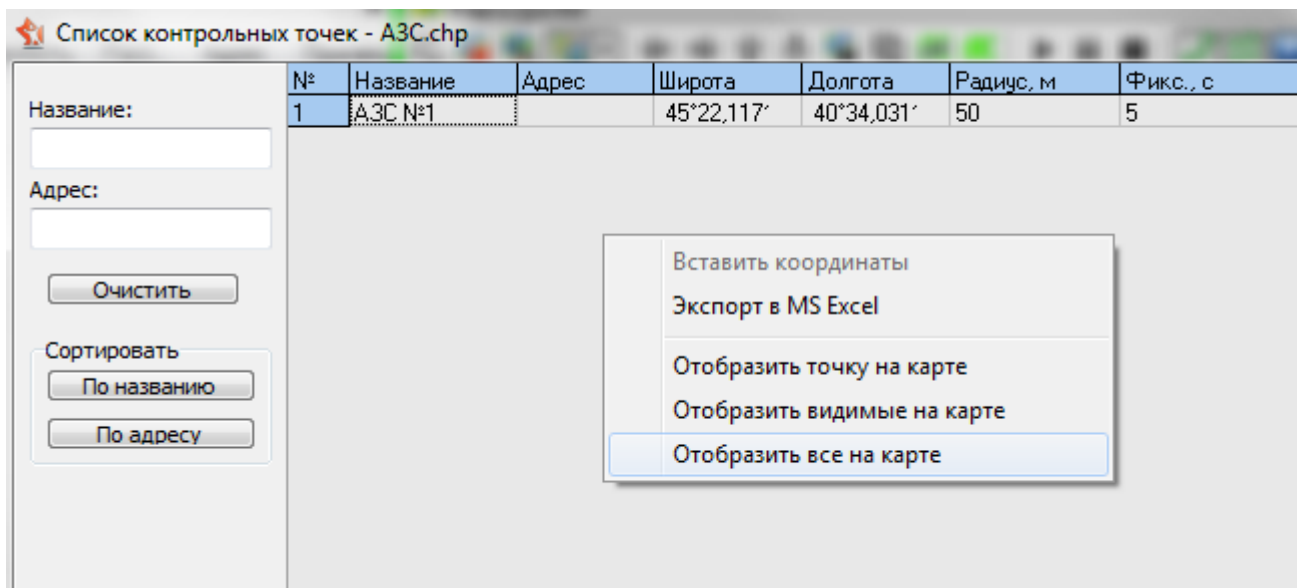 Список контрольных точек - АЗС.chp
Название:
Адрес:
Очистить
Сортировать
По названию
По адресу
№ Название Адрес Широта Долгота Радиус, м Фикс., с
1 АЗС №1 45°22,117′ 40°34,031′ 50 5
Вставить координаты
Экспорт в MS Excel
Отобразить точку на карте
Отобразить видимые на карте
Отобразить все на карте